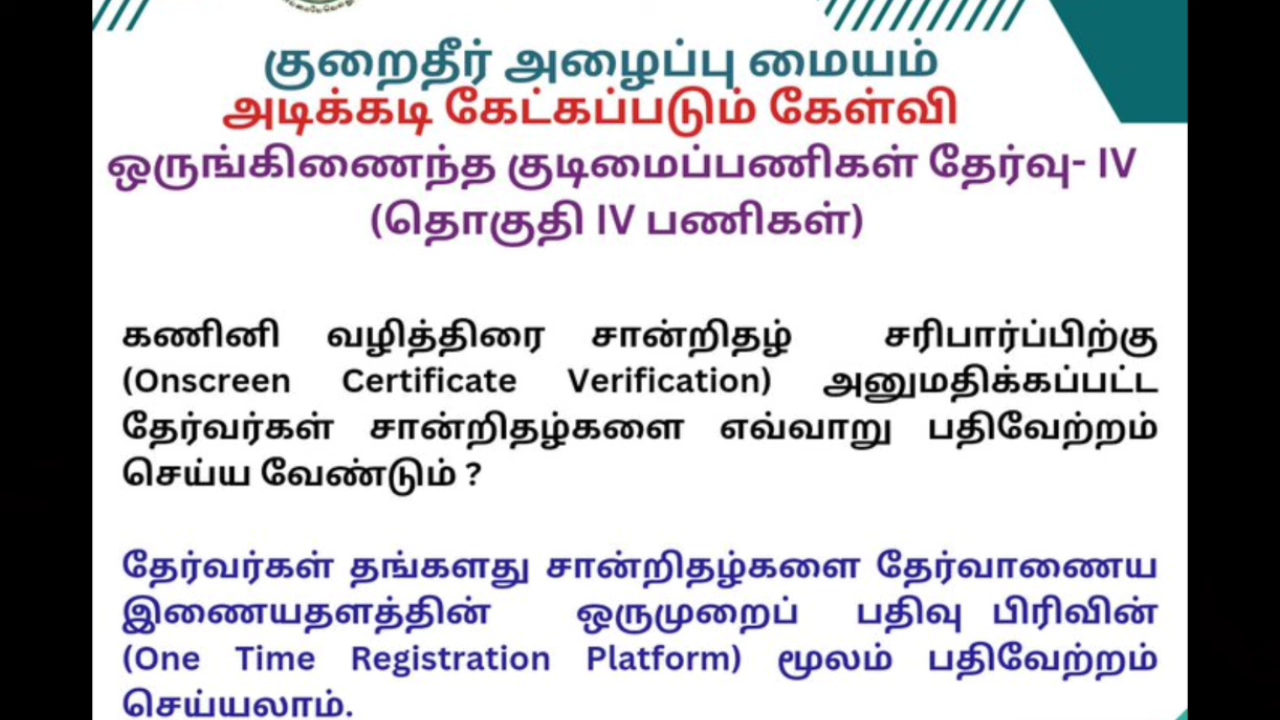 குறைதீர் அழைப்பு மையம்
அடிக்கடி கேட்கப்படும் கேள்வி
ஒருங்கிணைந்த குடிமைப்பணிகள் தேர்வு- IV
(தொகுதி IV பணிகள்)
கணினி வழித்திரை சான்றிதழ் சரிபார்ப்பிற்கு
(Onscreen Certificate Verification) அனுமதிக்கப்பட்ட
தேர்வர்கள் சான்றிதழ்களை எவ்வாறு பதிவேற்றம்
செய்ய வேண்டும் ?
தேர்வர்கள் தங்களது சான்றிதழ்களை தேர்வாணைய
இணையதளத்தின் ஒருமுறைப் பதிவு பிரிவின்
(One Time Registration Platform) மூலம் பதிவேற்றம்
செய்யலாம்.